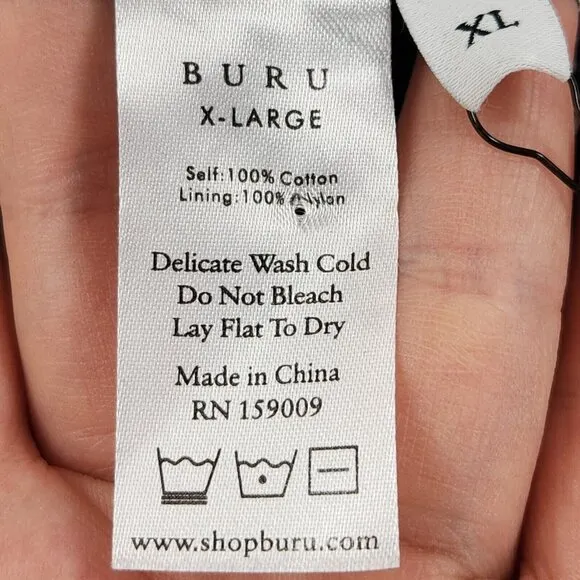 BURU
X-LARGE
XL
Self: 100% Cotton
Lining: 100% Nylon
Delicate Wash Cold
Do Not Bleach
Lay Flat To Dry
Made in China
RN 159009
www.shopburu.com